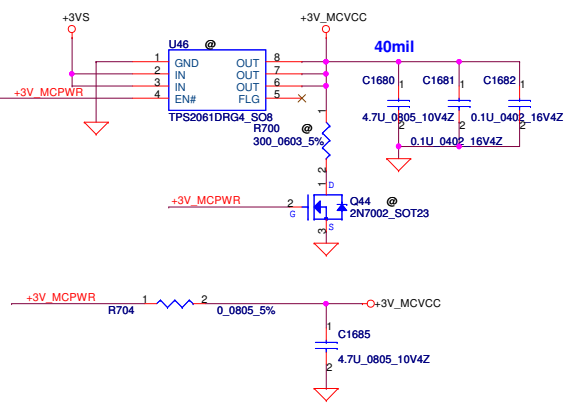 +3VS
+3V_MCVCC
U46 @
40mil
1 GND OUT 8
2 IN OUT 7
3 IN OUT 6
4 EN# FLG 5
+3V_MCPWR
TPS2061DRG4_SO8
C1680 1
C1681 1
C1682 1
4.7U_0805_10V4Z
0.1U_0402_16V4Z
2 2 2
0.1U_0402_16V4Z
1
R700 @
300_0603_5%
2
1 D
+3V_MCPWR 2
G
Q44 @
2N7002_SOT23
3 S
+3V_MCPWR 1 2
R704 0_0805_5%
+3V_MCVCC
1
C1685
4.7U_0805_10V4Z
2